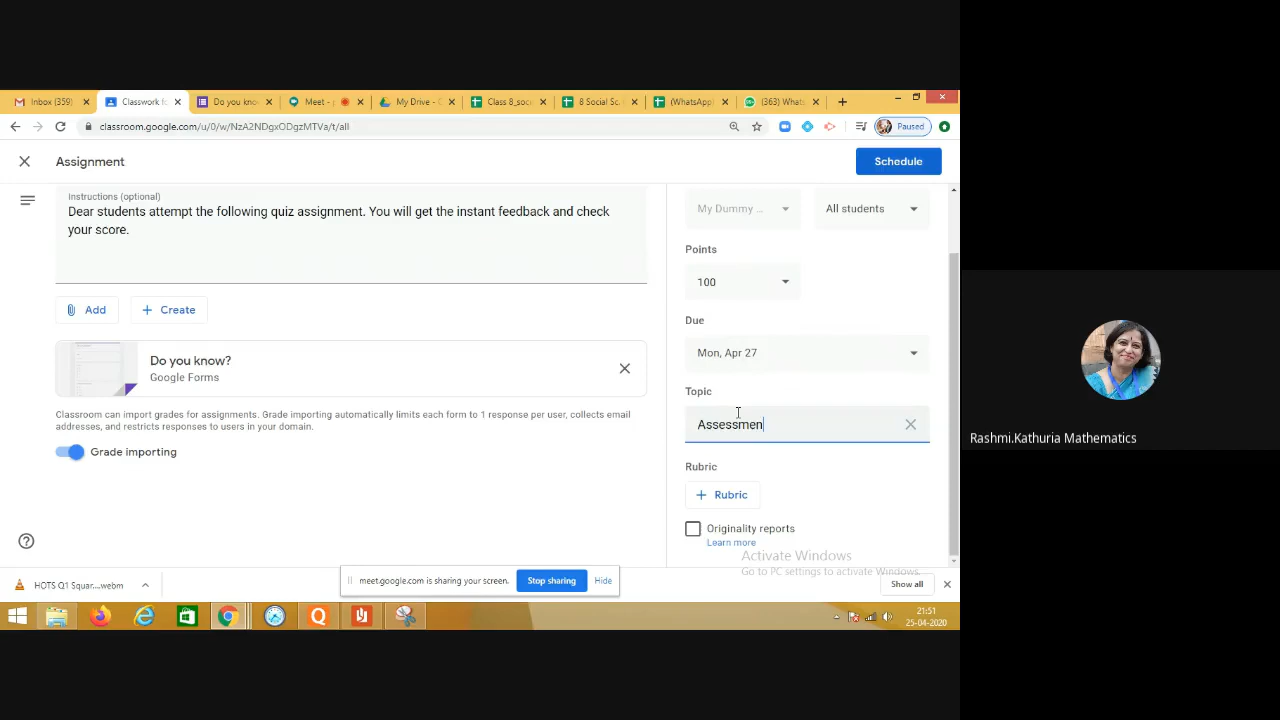 Inbox (359)
Classwork fo
Do you kno
Meet -
My Drive - C
Class 8_soc
8 Social Sc.
(WhatsApp
(363) Whats
classroom.google.com/u/0/w/NzA2NDgxODgzMTVa/t/all
Paused
Assignment
Schedule
Instructions (optional)
Dear students attempt the following quiz assignment. You will get the instant feedback and check
your score.
My Dummy ...
All students
Points
100
Add
Create
Due
Mon, Apr 27
Do you know?
Google Forms
Topic
Assessmen
Classroom can import grades for assignments. Grade importing automatically limits each form to 1 response per user, collects email
addresses, and restricts responses to users in your domain.
Grade importing
Rubric
Rubric
Originality reports
Learn more
Activate Windows
Go to PC settings to activate Windows.
HOTS Q1 Squar....webm
meet.google.com is sharing your screen.
Stop sharing
Hide
Show all
21:51
25-04-2020
Rashmi.Kathuria Mathematics